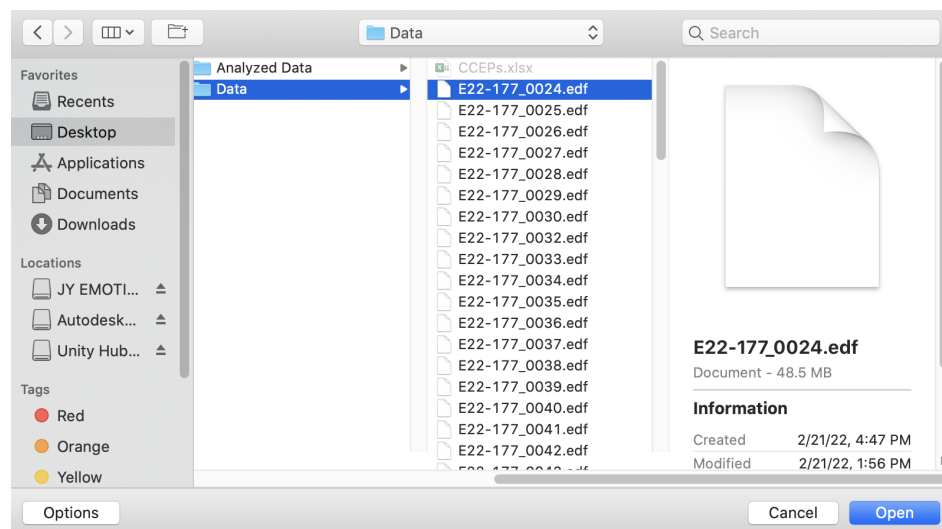 Data
Search
Favorites
Recents
Desktop
Applications
Documents
Downloads
Locations
JY EMOTI...
Autodesk...
Unity Hub...
Tags
Red
Orange
Yellow
Analyzed Data
Data
CCEPs.xlsx
E22-177_0024.edf
E22-177_0025.edf
E22-177_0026.edf
E22-177_0027.edf
E22-177_0028.edf
E22-177_0029.edf
E22-177_0030.edf
E22-177_0032.edf
E22-177_0033.edf
E22-177_0034.edf
E22-177_0035.edf
E22-177_0036.edf
E22-177_0037.edf
E22-177_0038.edf
E22-177_0039.edf
E22-177_0040.edf
E22-177_0041.edf
E22-177_0042.edf
E22-177_0024.edf
Document - 48.5 MB
Information
Created 2/21/22, 4:47 PM
Modified 2/21/22, 1:56 PM
Options
Cancel
Open